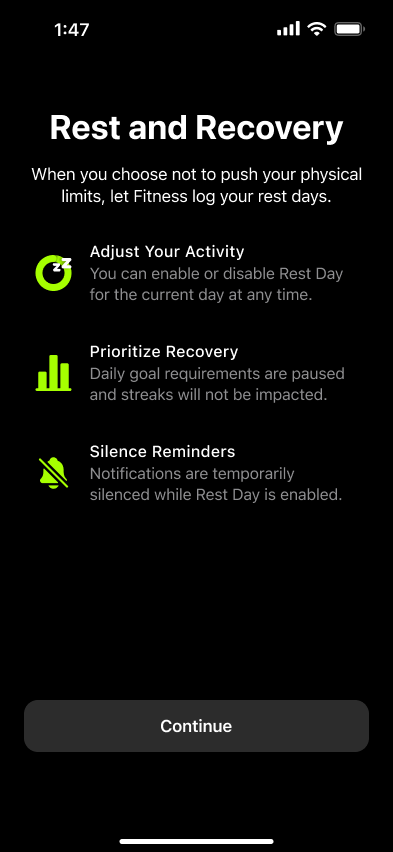 1:47
Rest and Recovery
When you choose not to push your physical
limits, let Fitness log your rest days.
zz
Adjust Your Activity
You can enable or disable Rest Day
for the current day at any time.
Prioritize Recovery
Daily goal requirements are paused
and streaks will not be impacted.
Silence Reminders
Notifications are temporarily
silenced while Rest Day is enabled.
Continue